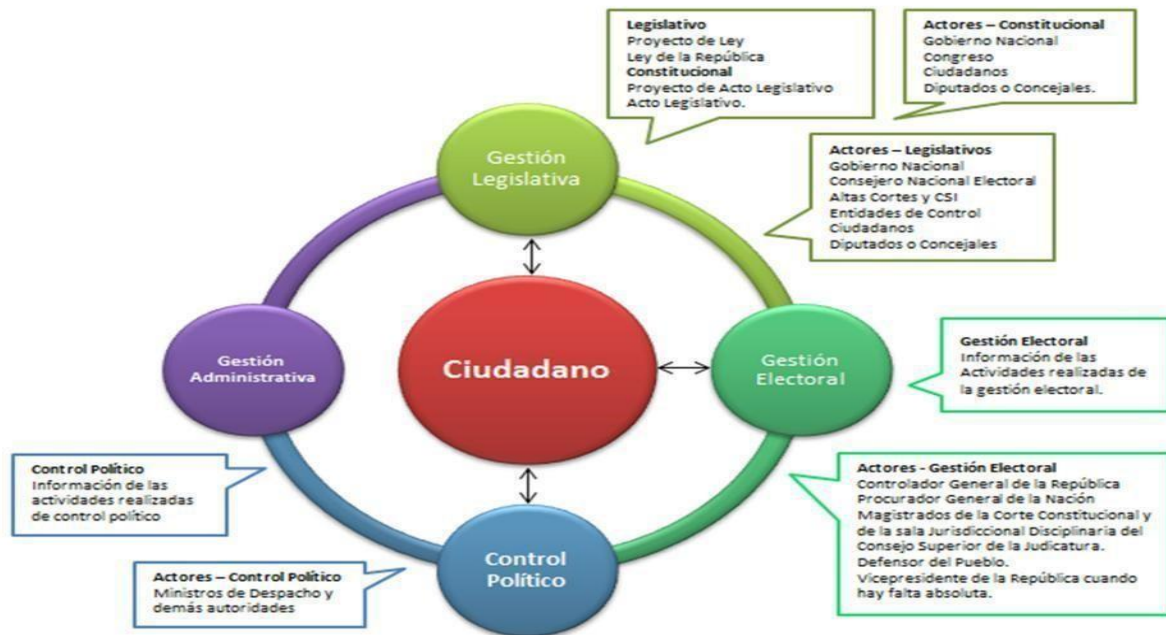 Legislativo
Proyecto de Ley
Ley de la República
Constitucional
Proyecto de Acto Legislativo
Acto Legislativo.
Actores – Constitucional
Gobierno Nacional
Congreso
Ciudadanos
Diputados o Concejales.
Gestión
Legislativa
Actores – Legislativos
Gobierno Nacional
Consejero Nacional Electoral
Altas Cortes y CSI
Entidades de Control
Ciudadanos
Diputados o Concejales
Gestión
Administrativa
Ciudadano
Gestión
Electoral
Gestión Electoral
Información de las
Actividades realizadas de
la gestión electoral.
Control Político
Información de las
actividades realizadas
de control político
Actores - Gestión Electoral
Controlador General de la República
Procurador General de la Nación
Magistrados de la Corte Constitucional y
de la sala Jurisdiccional Disciplinaria del
Consejo Superior de la Judicatura.
Defensor del Pueblo.
Vicepresidente de la República cuando
hay falta absoluta.
Control
Político
Actores – Control Político
Ministros de Despacho y
demás autoridades